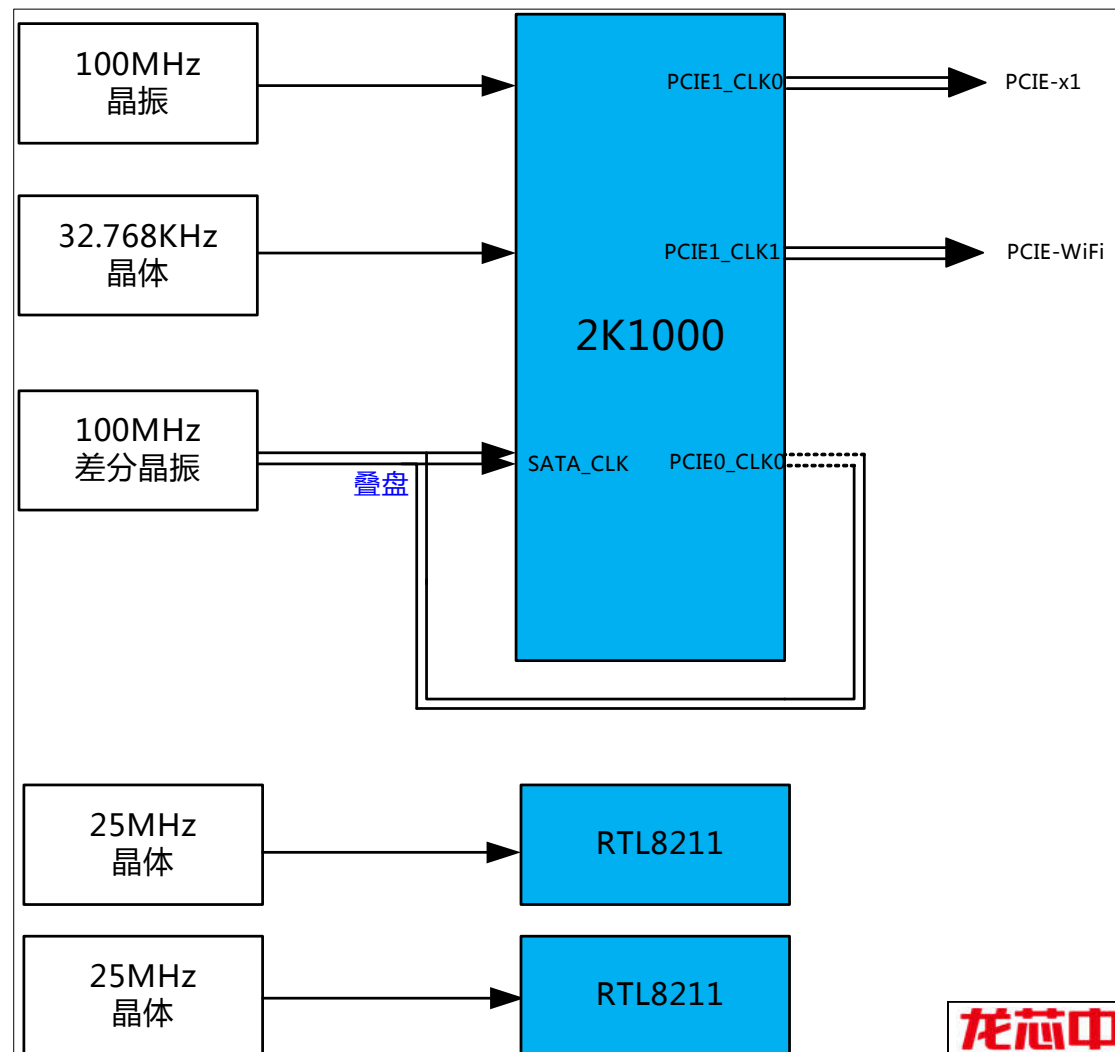 100MHz
晶振
PCIE1_CLK0
PCIE-x1
32.768KHz
晶体
PCIE1_CLK1
PCIE-WiFi
2K1000
100MHz
差分晶振
叠盘
SATA_CLK
PCIE0_CLK0
25MHz
晶体
RTL8211
25MHz
晶体
RTL8211
龙芯中